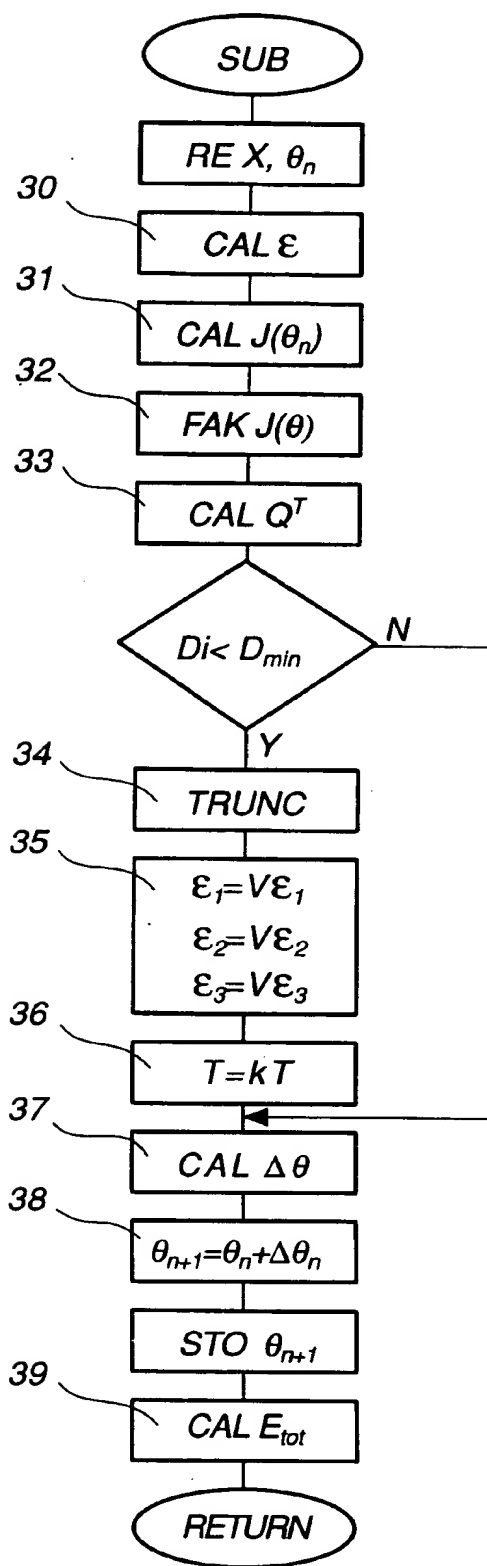 SUB
RE X, θn
30
CAL ε
31
CAL J(θn)
32
FAK J(θ)
33
CAL Q^T
Di< Dmin
N
Y
34
TRUNC
35
ε1=Vε1
ε2=Vε2
ε3=Vε3
36
T=kT
37
CAL Δθ
38
θn+1=θn+Δθn
STO θn+1
39
CAL Etot
RETURN